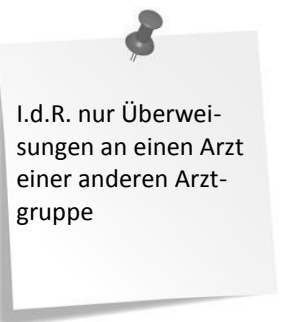 I.d.R. nur Überwei-
sungen an einen Arzt
einer anderen Arzt-
gruppe